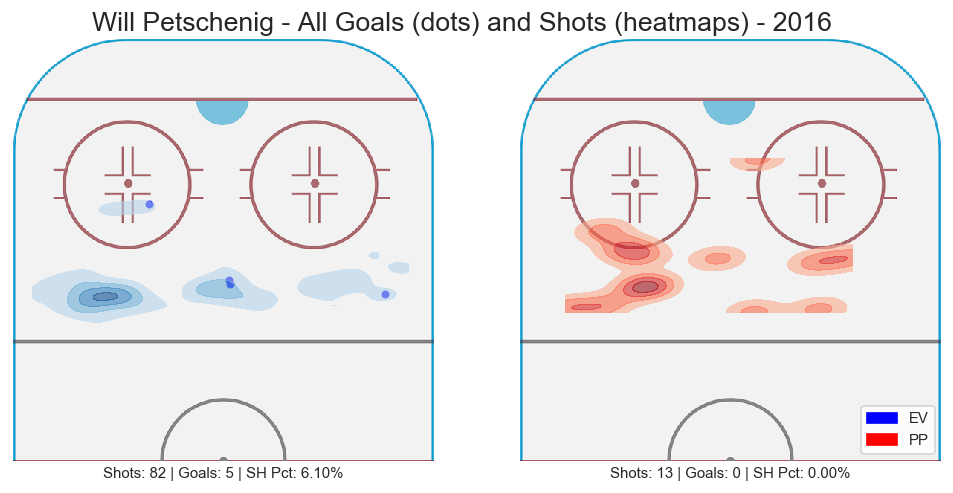 Will Petschenig - All Goals (dots) and Shots (heatmaps) - 2016
EV
PP
Shots: 82 | Goals: 5 | SH Pct: 6.10%
Shots: 13 | Goals: 0 | SH Pct: 0.00%